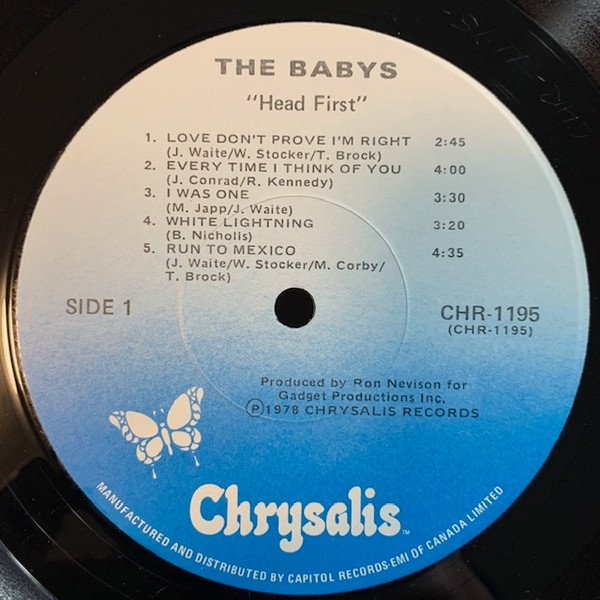 THE BABYS
"Head First"
1. LOVE DON'T PROVE I'M RIGHT 2:45
(J. Waite/W. Stocker/T. Brock)
2. EVERY TIME I THINK OF YOU 4:00
(J. Conrad/R. Kennedy)
3. I WAS ONE 3:30
(M. Japp/J. Waite)
4. WHITE LIGHTNING 3:20
(B. Nicholls)
5. RUN TO MEXICO 4:35
(J. Waite/W. Stocker/M. Corby/
T. Brock)
SIDE 1
CHR-1195
(CHR-1195)
Produced by Ron Nevison for
Gadget Productions Inc.
Ⓟ1978 CHRYSALIS RECORDS
Chrysalis™
MANUFACTURED AND DISTRIBUTED BY CAPITOL RECORDS-EMI OF CANADA LIMITED